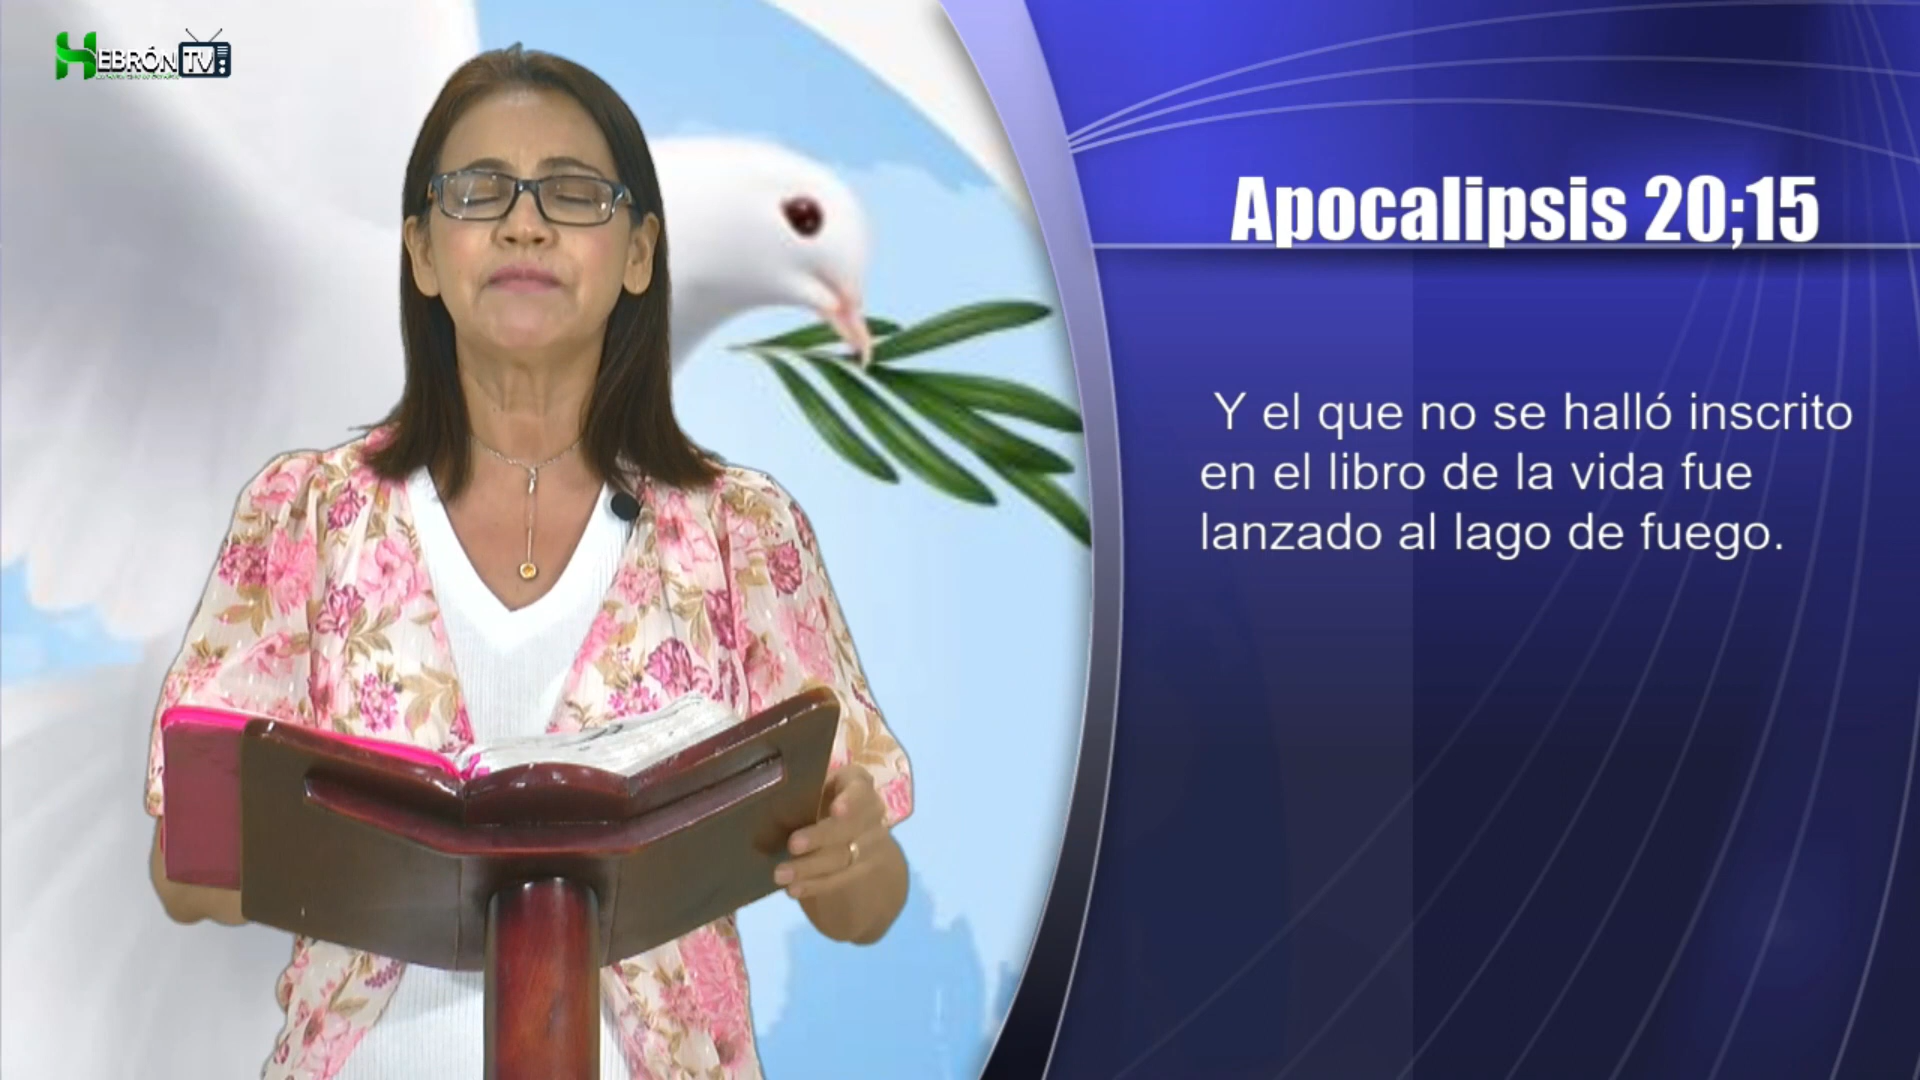 HEBRÓN TV
Apocalipsis 20;15
Y el que no se halló inscrito
en el libro de la vida fue
lanzado al lago de fuego.